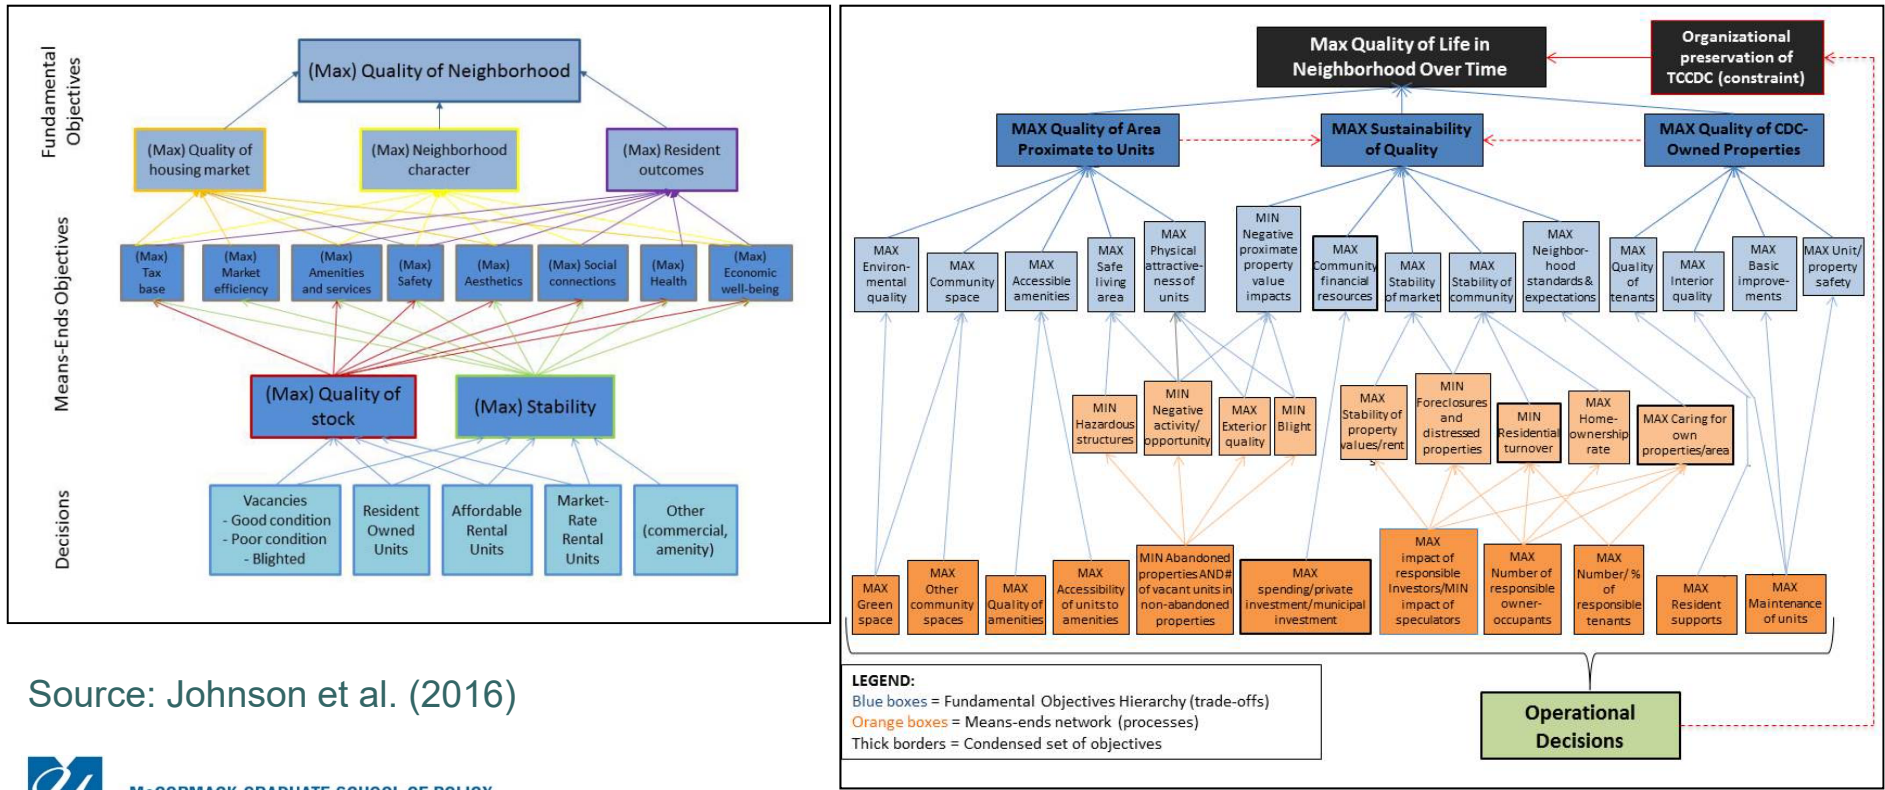 Fundamental
Objectives
(Max) Quality of Neighborhood
(Max) Quality of
housing market
(Max) Neighborhood
character
(Max) Resident
outcomes
Means-Ends Objectives
(Max)
Tax
base
(Max)
Market
efficiency
(Max)
Amenities
and services
(Max)
Safety
(Max)
Aesthetics
(Max) Social
connections
(Max)
Health
(Max)
Economic
well-being
(Max) Quality of
stock
(Max) Stability
Decisions
Vacancies
- Good condition
- Poor condition
- Blighted
Resident
Owned
Units
Affordable
Rental
Units
Market-
Rate
Rental
Units
Other
(commercial,
amenity)
Source: Johnson et al. (2016)
McCORMACK GRADUATE SCHOOL OF POLICY
Max Quality of Life in
Neighborhood Over Time
Organizational
preservation of
TCCDC (constraint)
MAX Quality of Area
Proximate to Units
MAX Sustainability
of Quality
MAX Quality of CDC-
Owned Properties
MAX
Environ-
mental
quality
MAX
Community
space
MAX
Accessible
amenities
MAX
Safe
living
area
MAX
Physical
attractive-
ness of
units
MIN
Negative
proximate
property
value
impacts
MAX
Community
financial
resources
MAX
Stability
of market
MAX
Stability of
community
MAX
Neighbor-
hood
standards &
expectations
MAX
Quality
of
tenants
MAX
Interior
quality
MAX
Basic
improve-
ments
MAX Unit/
property
safety
MIN
Hazardous
structures
MIN
Negative
activity/
opportunity
MAX
Exterior
quality
MIN
Blight
MAX
Stability of
property
values/rent
s
MIN
Foreclosures
and
distressed
properties
MIN
Residential
turnover
MAX
Home-
ownership
rate
MAX Caring for
own
properties/area
MAX
Green
space
MAX
Other
community
spaces
MAX
Quality of
amenities
MAX
Accessibility
of units to
amenities
MIN Abandoned
properties AND #
of vacant units in
non-abandoned
properties
MAX
spending/private
investment/municipal
investment
MAX
impact of
responsible
Investors/MIN
impact of
speculators
MAX
Number of
responsible
owner-
occupants
MAX
Number/ %
of
responsible
tenants
MAX
Resident
supports
MAX
Maintenance
of units
LEGEND:
Blue boxes = Fundamental Objectives Hierarchy (trade-offs)
Orange boxes = Means-ends network (processes)
Thick borders = Condensed set of objectives
Operational
Decisions